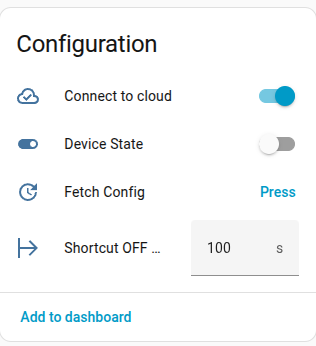 Configuration
Connect to cloud
Device State
Fetch Config Press
Shortcut OFF ... 100 s
Add to dashboard